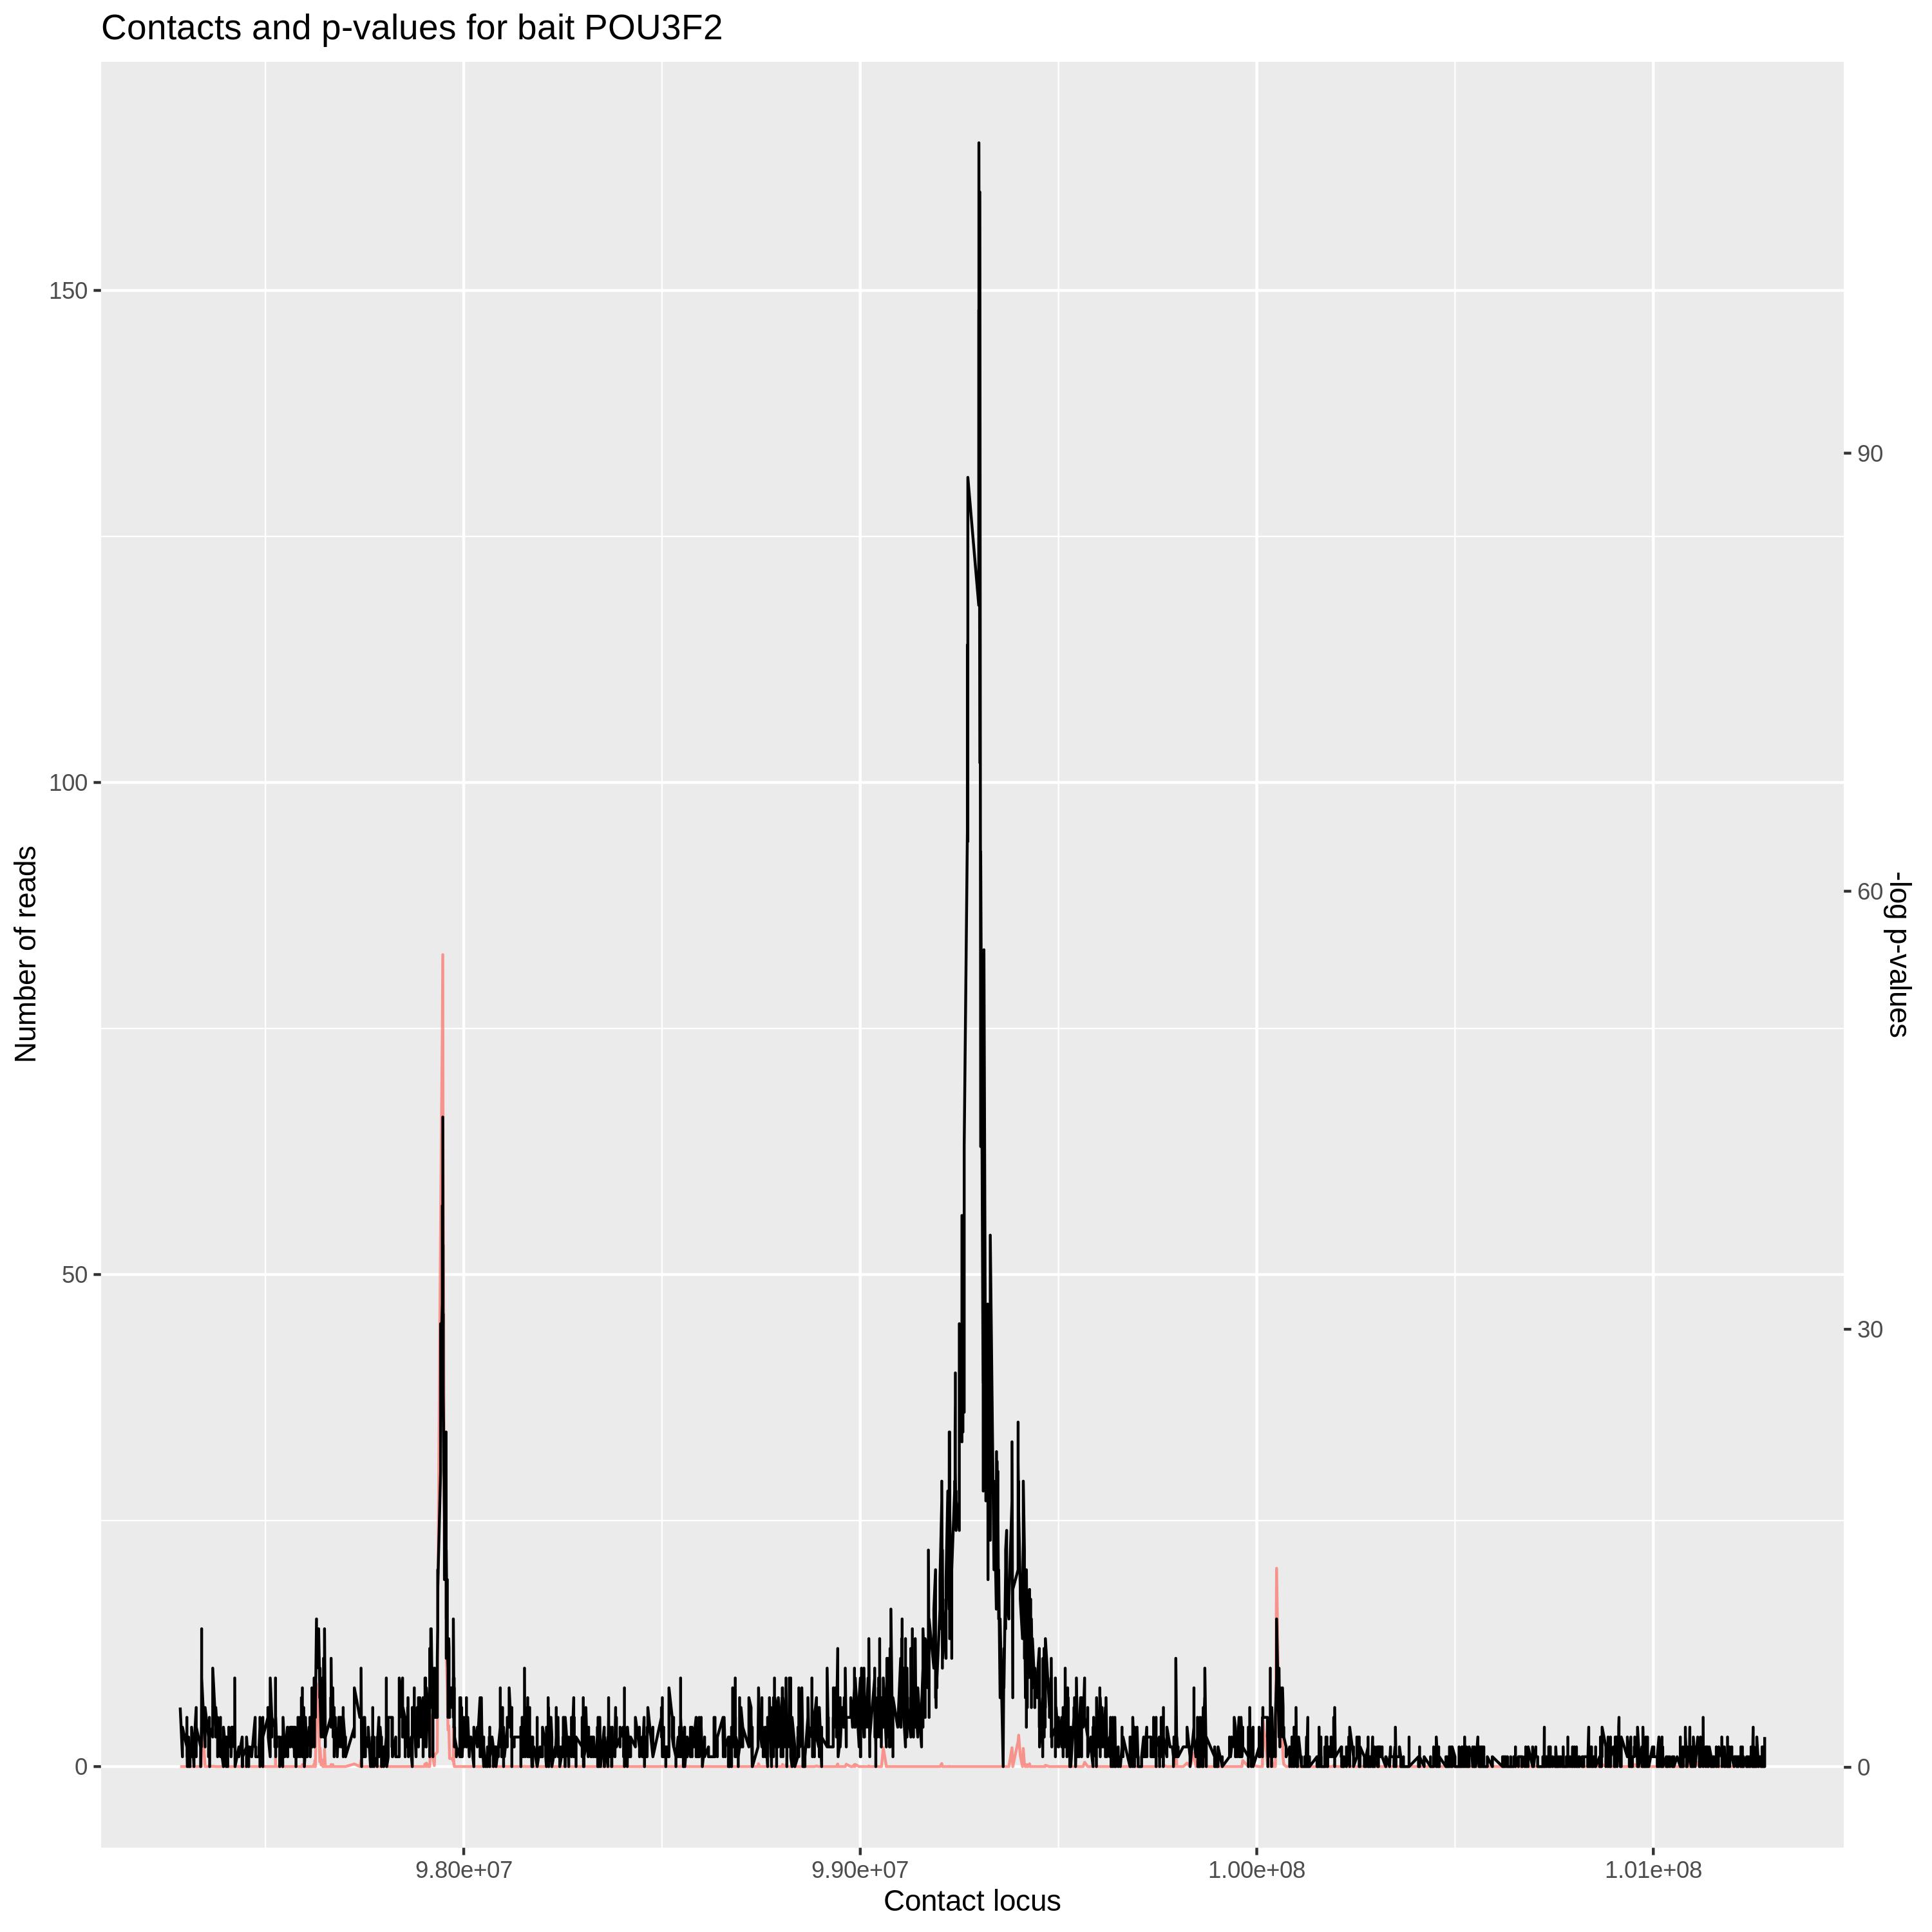 Contacts and p-values for bait POU3F2
150
100
50
0
Number of reads
90
60
30
0
-log p-values
9.80e+07
9.90e+07
1.00e+08
1.01e+08
Contact locus